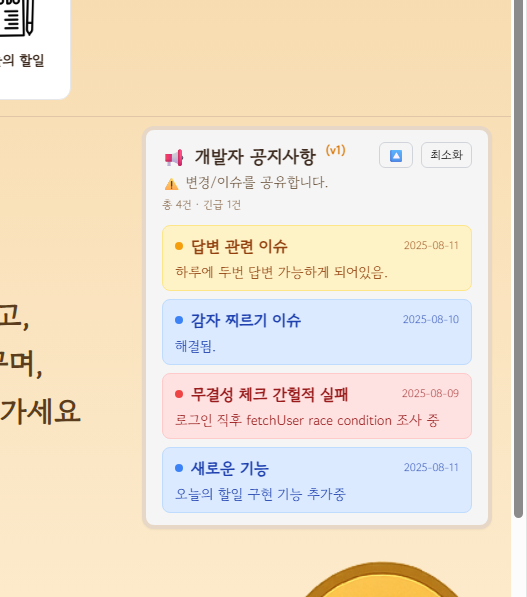 의 할일
개발자 공지사항 (v1)
최소화
변경/이슈를 공유합니다.
총 4건 · 긴급 1건
답변 관련 이슈 2025-08-11
하루에 두번 답변 가능하게 되어있음.
감자 찌르기 이슈 2025-08-10
해결됨.
무결성 체크 간헐적 실패 2025-08-09
로그인 직후 fetchUser race condition 조사 중
새로운 기능 2025-08-11
오늘의 할일 구현 기능 추가중
고,
며,
가세요